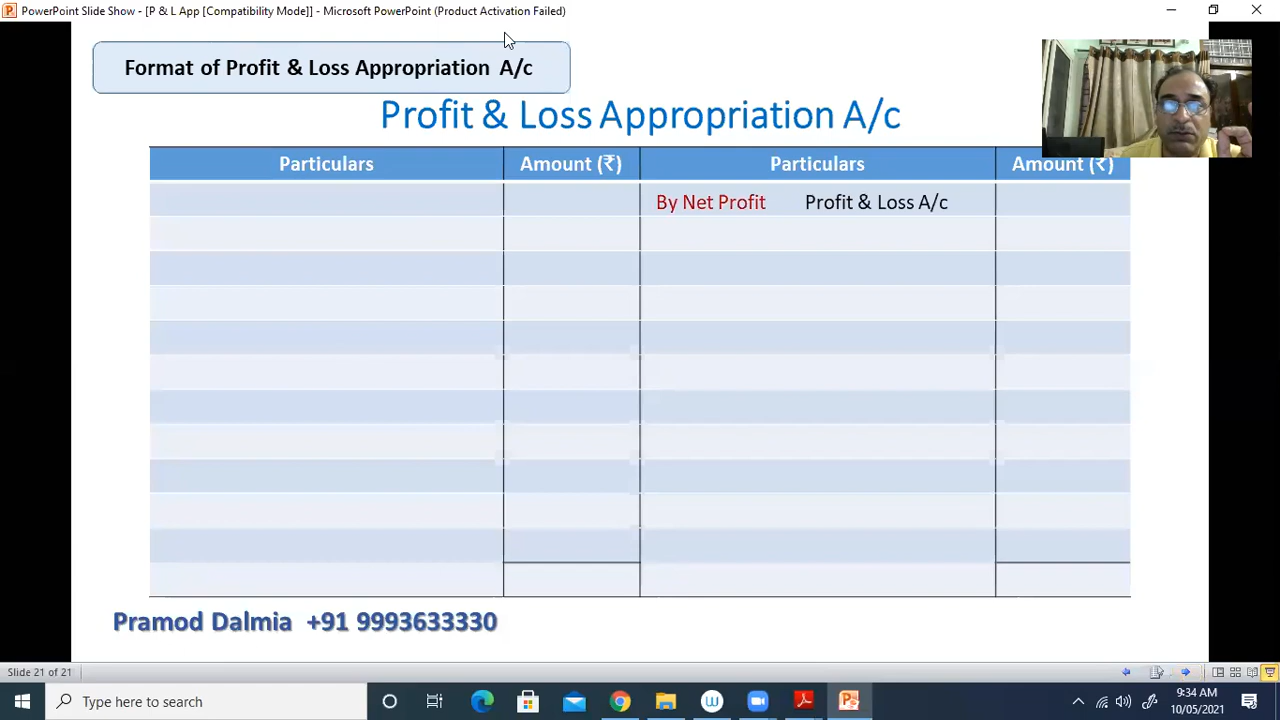 PowerPoint Slide Show - [P & L App [Compatibility Mode]] - Microsoft PowerPoint (Product Activation Failed)
Format of Profit & Loss Appropriation A/c
Profit & Loss Appropriation A/c
Particulars Amount (₹) Particulars Amount (₹)
By Net Profit Profit & Loss A/c
Pramod Dalmia +91 9993633330
Slide 21 of 21
Type here to search
9:34 AM
10/05/2021